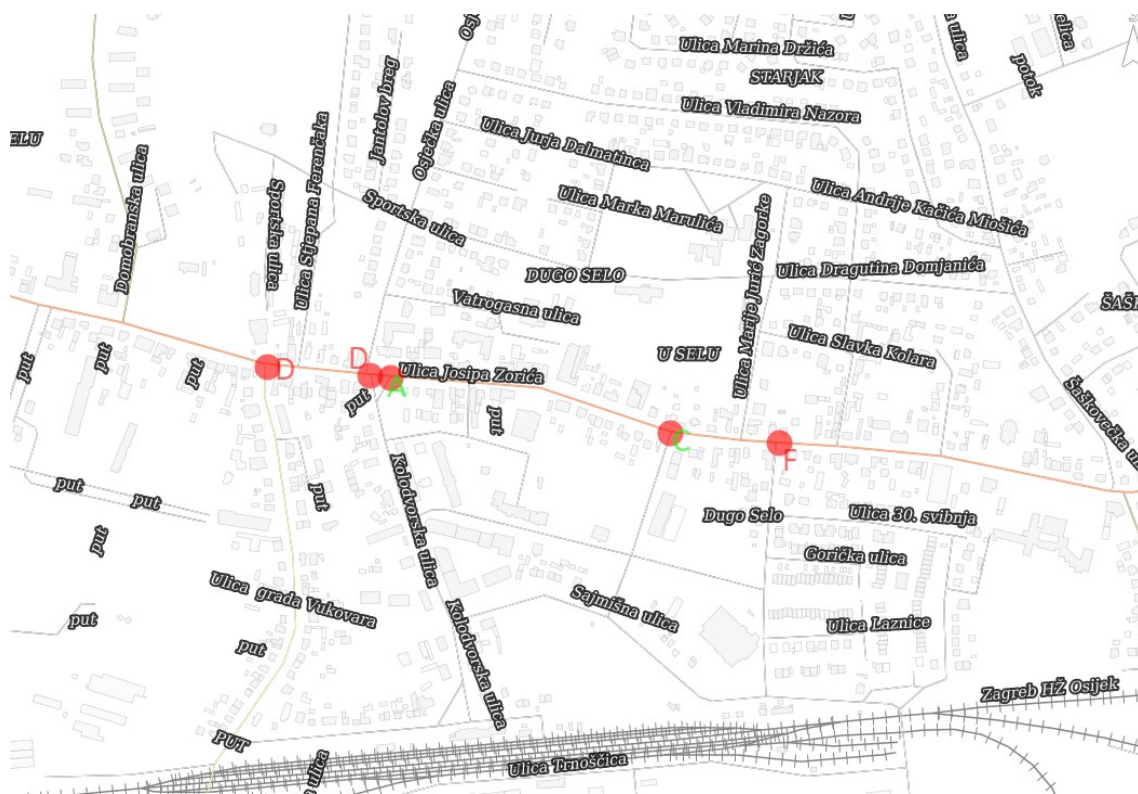 Ulica Marina Držića
STARJAK
Ulica Vladimira Nazora
potok
Jantolov breg
Osječka ulica
Ulica Jurja Dalmatinca
ELU
Domobranska ulica
Sportska ulica
Ulica Stjepana Ferenčaka
Sportska ulica
Ulica Marka Marulića
Ulica Andrije Kačića Miošića
Ulica Marije Jurić Zagorke
DUGO SELO
Ulica Dragutina Domjanića
Vatrogasna ulica
Ulica Slavka Kolara
U SELU
put
put
put
D
D
A
Ulica Josipa Zorića
put
put
C
F
put
put
put
put
Kolodvorska ulica
Dugo Selo
Ulica 30. svibnja
Gorička ulica
Ulica grada Vukovara
put
put
Kolodvorska ulica
Sajmišna ulica
Ulica Laznice
Zagreb HŽ Osijek
PUT
Ulica Trnoščica